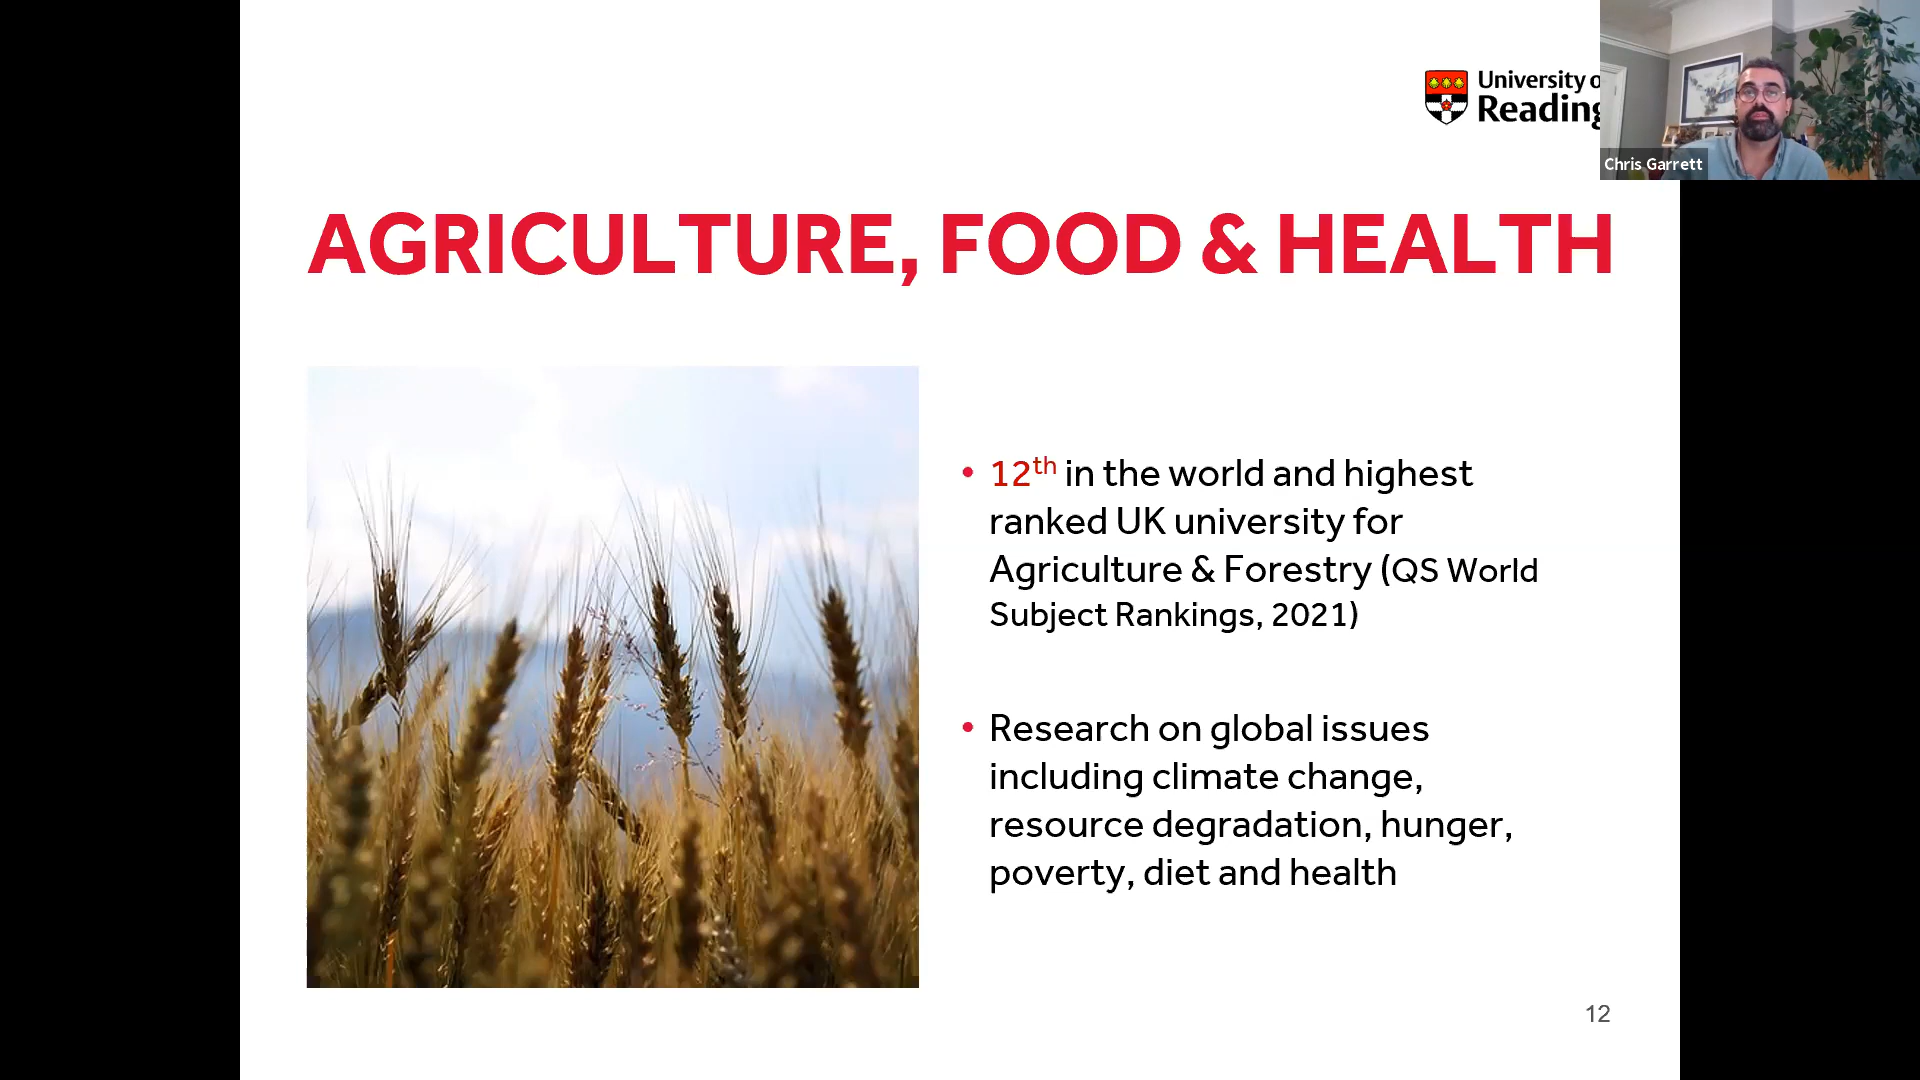 University o
Reading
Chris Garrett
AGRICULTURE, FOOD & HEALTH
• 12th in the world and highest
ranked UK university for
Agriculture & Forestry (QS World
Subject Rankings, 2021)
• Research on global issues
including climate change,
resource degradation, hunger,
poverty, diet and health
12